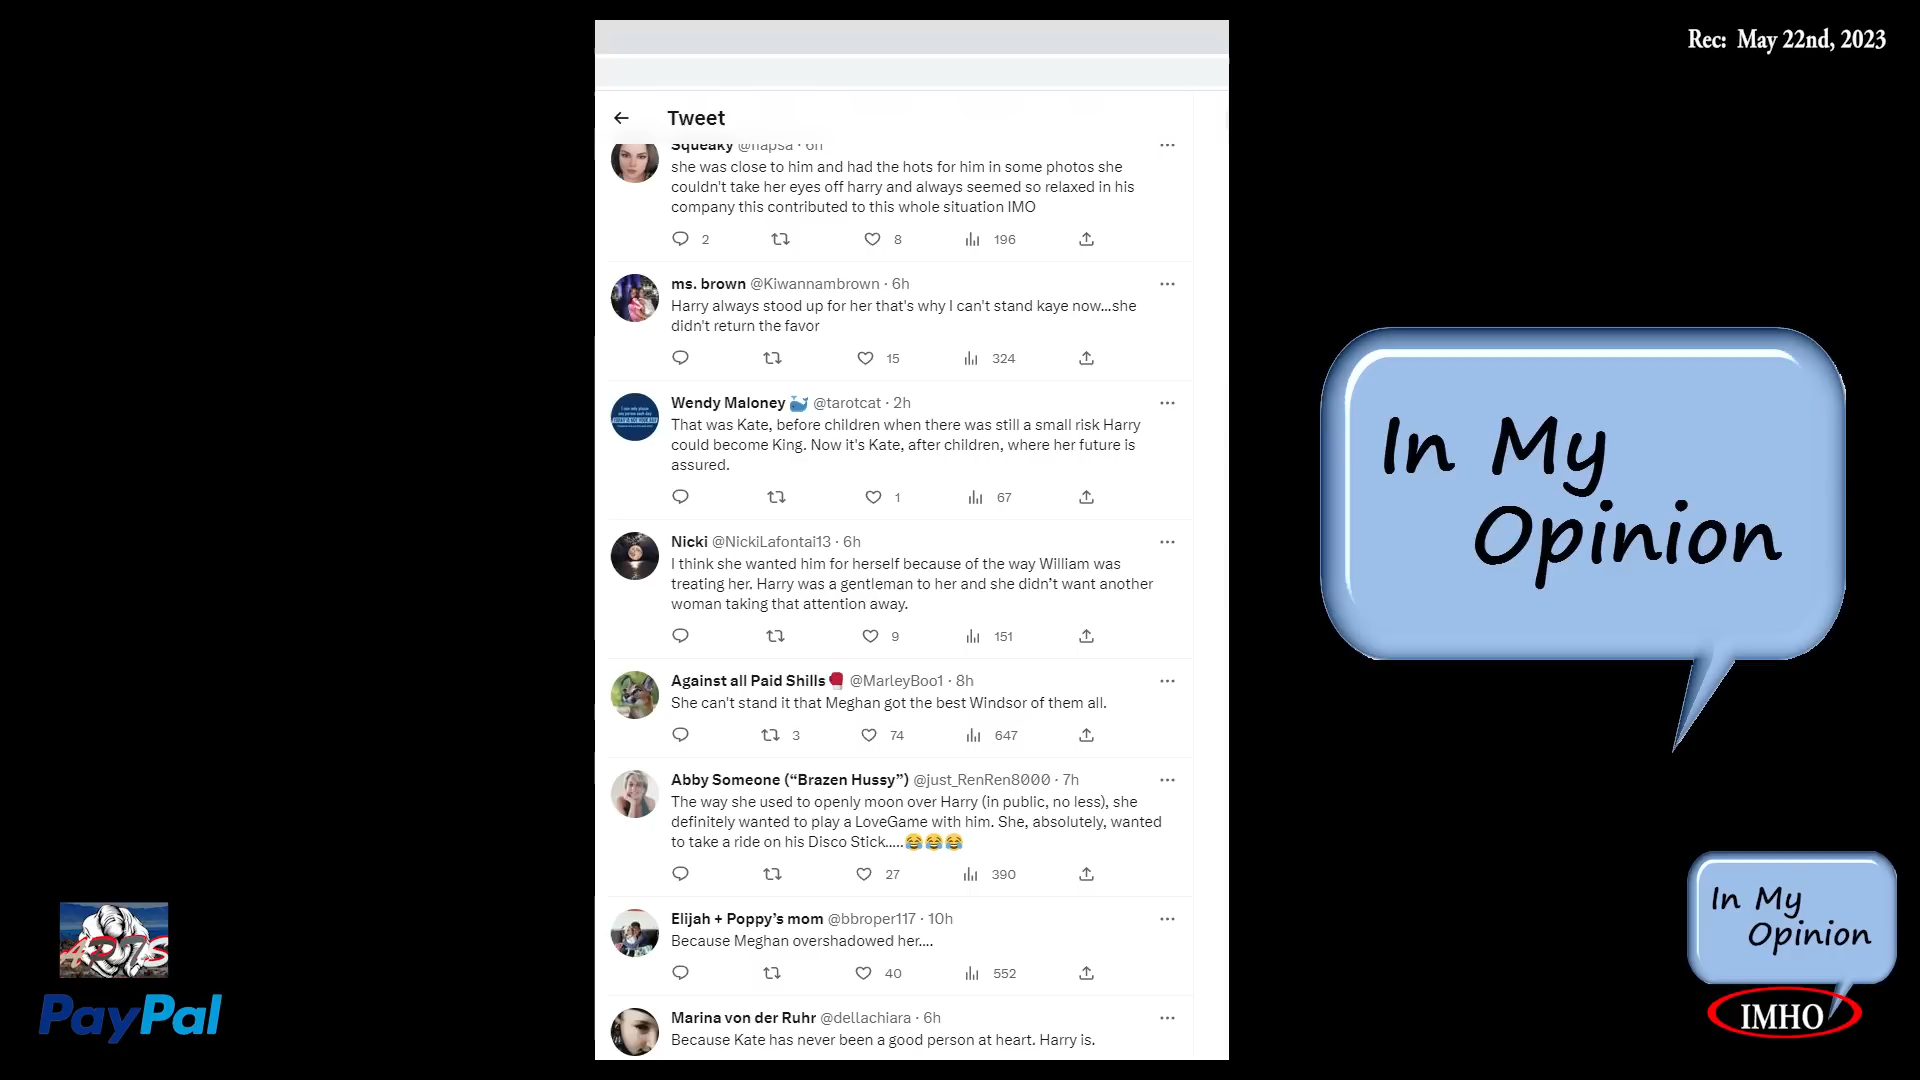 Rec: May 22nd, 2023
Tweet
Squeaky @hapsa · 6h
she was close to him and had the hots for him in some photos she
couldn't take her eyes off harry and always seemed so relaxed in his
company this contributed to this whole situation IMO
2 8 196
ms. brown @Kiwannambrown · 6h
Harry always stood up for her that's why I can't stand kaye now...she
didn't return the favor
15 324
Wendy Maloney 🐳 @tarotcat · 2h
That was Kate, before children when there was still a small risk Harry
could become King. Now it's Kate, after children, where her future is
assured.
1 67
Nicki @NickiLafontai13 · 6h
I think she wanted him for herself because of the way William was
treating her. Harry was a gentleman to her and she didn’t want another
woman taking that attention away.
9 151
Against all Paid Shills🥊 @MarleyBoo1 · 8h
She can't stand it that Meghan got the best Windsor of them all.
3 74 647
Abby Someone (“Brazen Hussy”) @just_RenRen8000 · 7h
The way she used to openly moon over Harry (in public, no less), she
definitely wanted to play a LoveGame with him. She, absolutely, wanted
to take a ride on his Disco Stick.....😂😂😂
27 390
Elijah + Poppy’s mom @bbroper117 · 10h
Because Meghan overshadowed her....
40 552
Marina von der Ruhr @dellachiara · 6h
Because Kate has never been a good person at heart. Harry is.
In My
Opinion
In My
Opinion
IMHO
PayPal